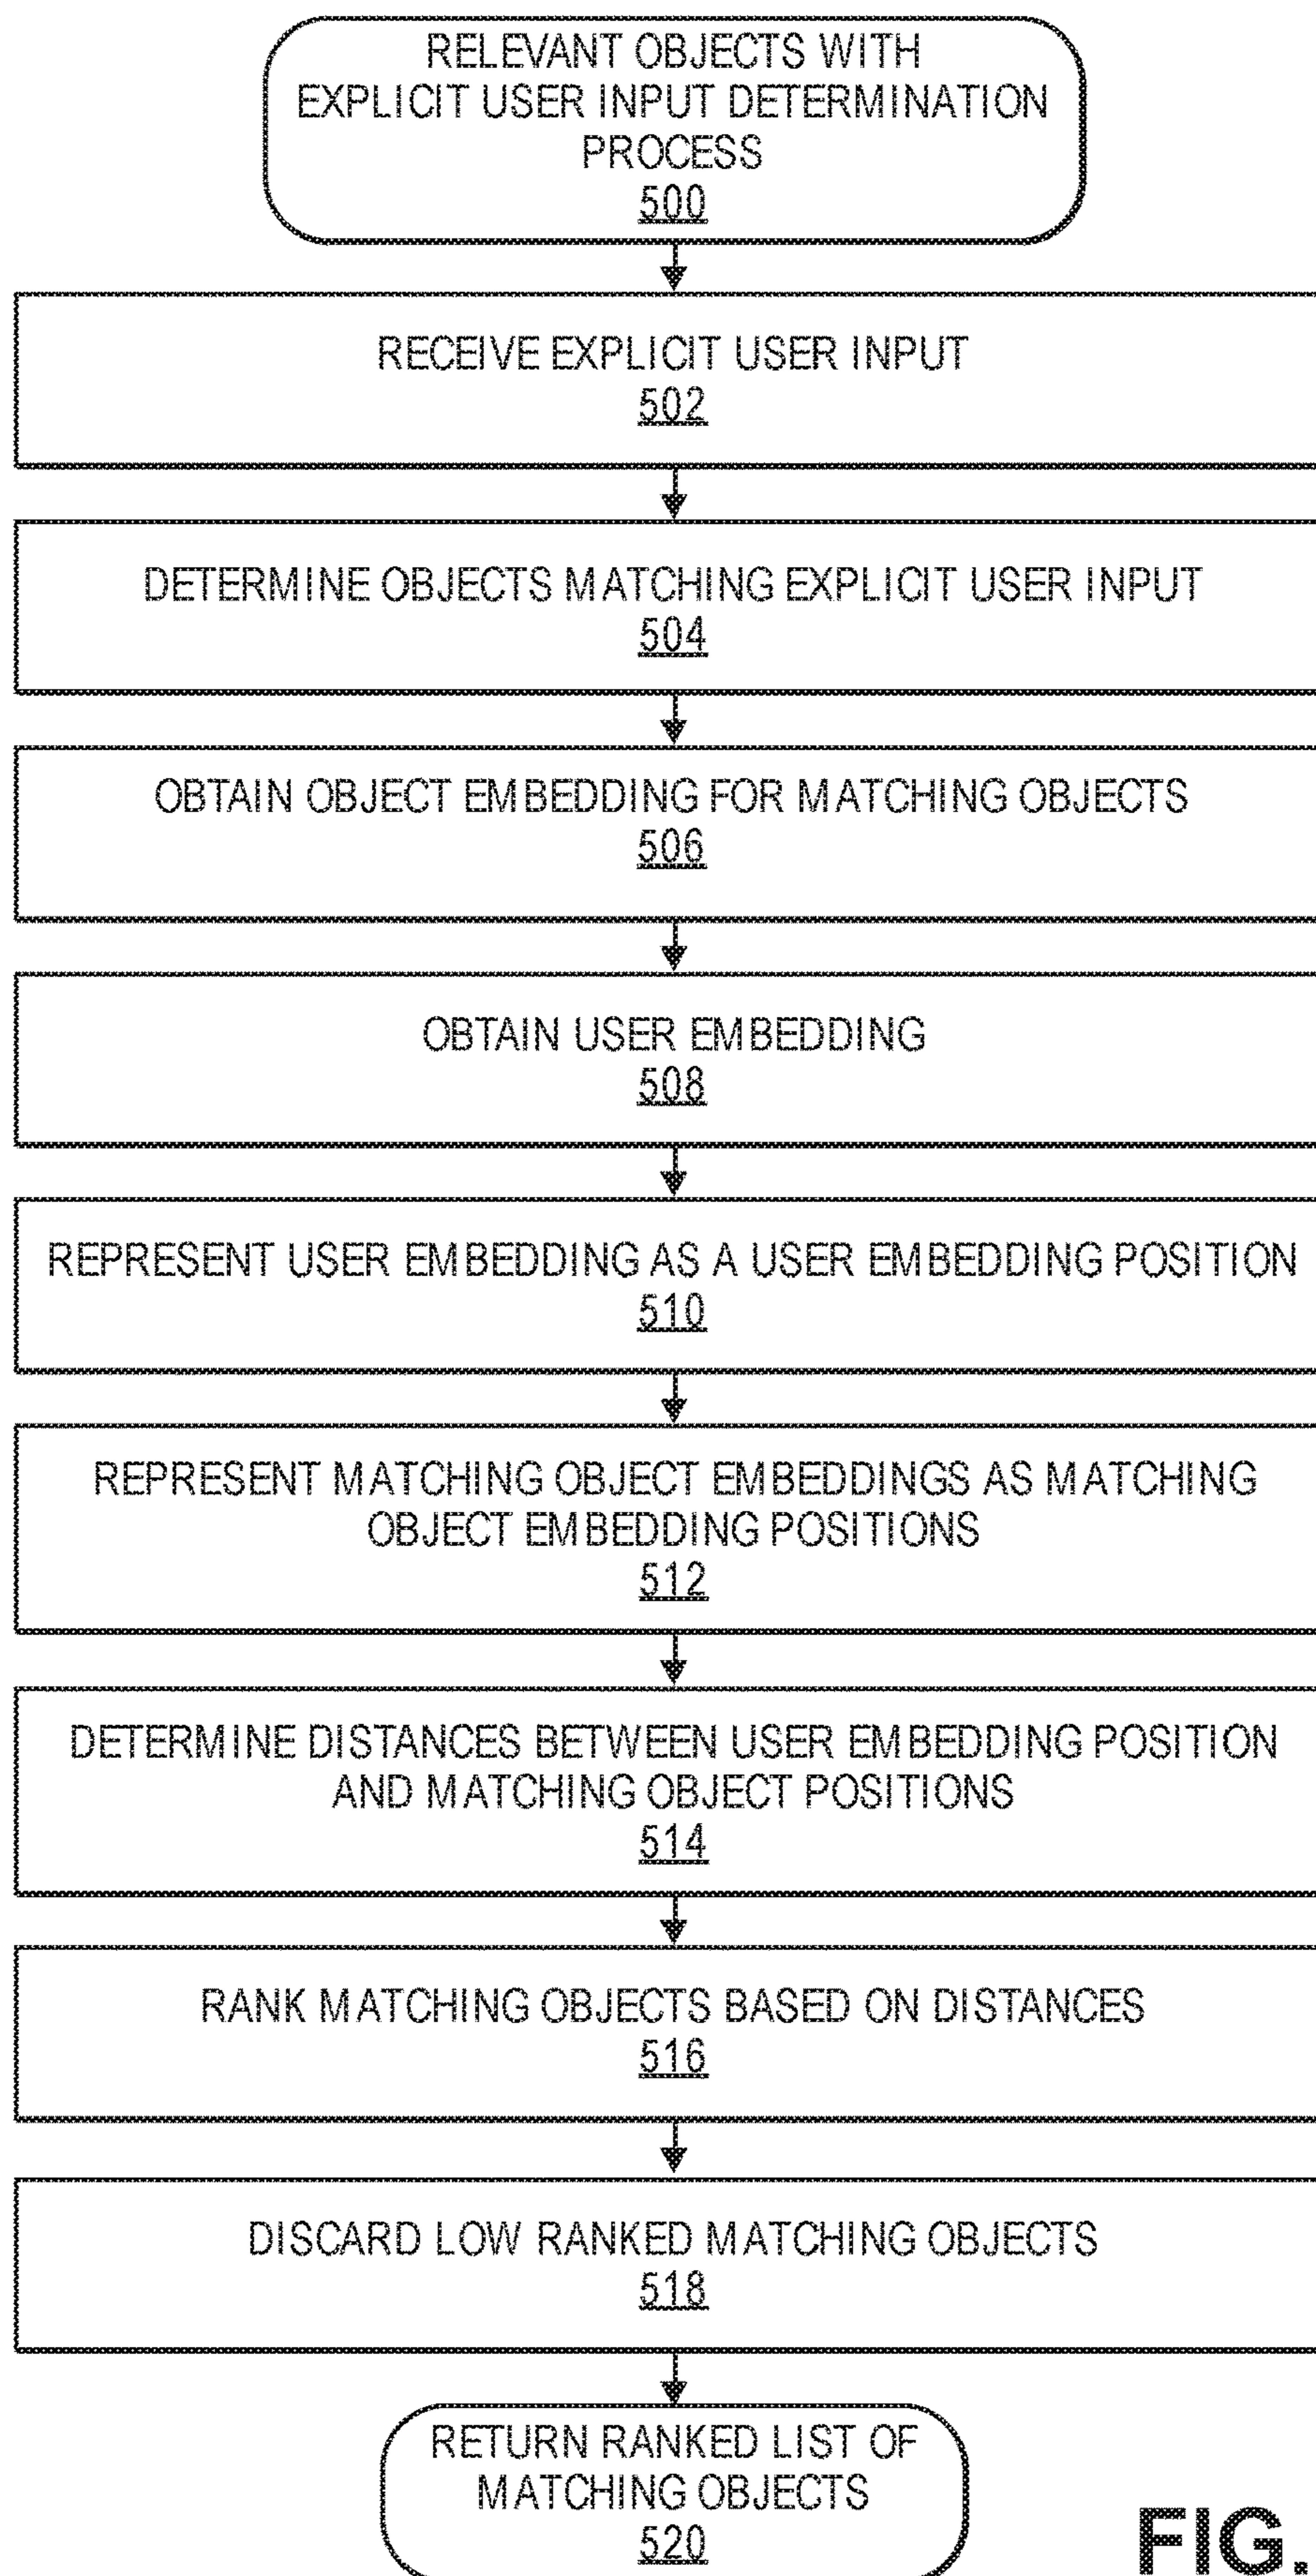 RELEVANT OBJECTS WITH
EXPLICIT USER INPUT DETERMINATION
PROCESS
500
RECEIVE EXPLICIT USER INPUT
502
DETERMINE OBJECTS MATCHING EXPLICIT USER INPUT
504
OBTAIN OBJECT EMBEDDING FOR MATCHING OBJECTS
506
OBTAIN USER EMBEDDING
508
REPRESENT USER EMBEDDING AS A USER EMBEDDING POSITION
510
REPRESENT MATCHING OBJECT EMBEDDINGS AS MATCHING
OBJECT EMBEDDING POSITIONS
512
DETERMINE DISTANCES BETWEEN USER EMBEDDING POSITION
AND MATCHING OBJECT POSITIONS
514
RANK MATCHING OBJECTS BASED ON DISTANCES
516
DISCARD LOW RANKED MATCHING OBJECTS
518
RETURN RANKED LIST OF
MATCHING OBJECTS
520
FIG.